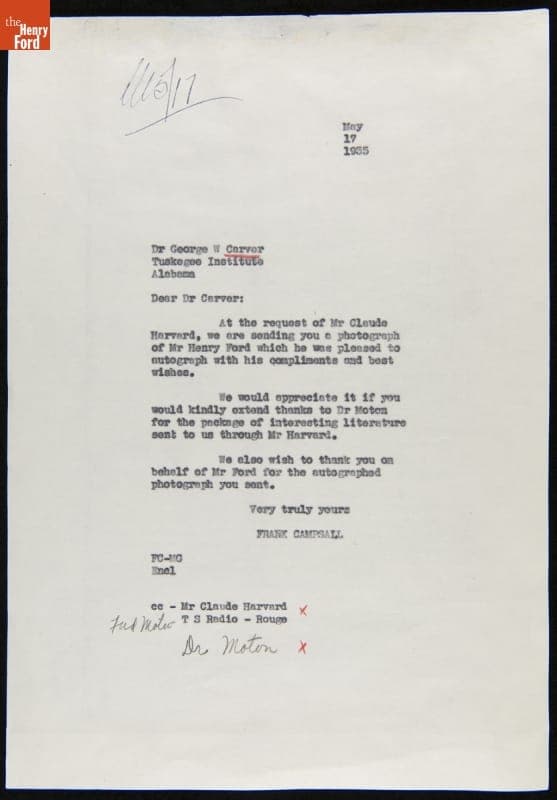 the
Henry
Ford
5/17
May
17
1935
Dr George W Carver
Tuskegee Institute
Alabama
Dear Dr Carver:
At the request of Mr Claude
Harvard, we are sending you a photograph
of Mr Henry Ford which he was pleased to
autograph with his compliments and best
wishes.
We would appreciate it if you
would kindly extend thanks to Dr Moton
for the package of interesting literature
sent to us through Mr Harvard.
We also wish to thank you on
behalf of Mr Ford for the autographed
photograph you sent.
Very truly yours
FRANK CAMPSALL
FC-MC
Encl
cc - Mr Claude Harvard x
T S Radio - Rouge
Dr Moton x